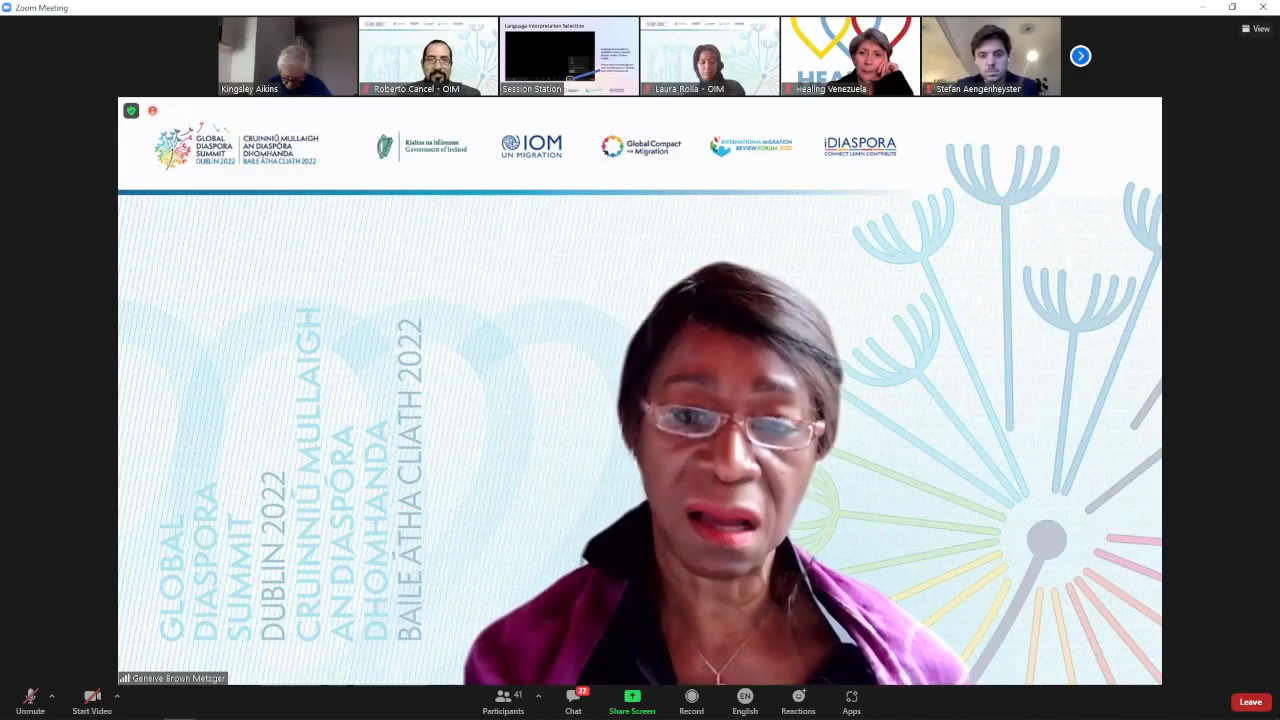 Zoom Meeting
View
Kingsley Aikins
Roberto Cancel - OIM
Language Interpretation Selection
Session Station
Laura Rolla - OIM
HEA
Healing Venezuela
Stefan Aengenheyster
GLOBAL
DIASPORA
SUMMIT
DUBLIN 2022
CRUINNIÚ MULLAIGH
AN DIASPÓRA
DHOMHANDA
BAILE ÁTHA CLIATH 2022
Rialtas na hÉireann
Government of Ireland
IOM
UN MIGRATION
Global Compact
FOR Migration
INTERNATIONAL MIGRATION
REVIEW FORUM 2022
iDIASPORA
CONNECT LEARN CONTRIBUTE
GLOBAL
DIASPORA
SUMMIT
DUBLIN 2022
CRUINNIÚ MULLAIGH
AN DIASPÓRA
DHOMHANDA
BAILE ÁTHA CLIATH 2022
Geneive Brown Metzger
Unmute
Start Video
Participants
41
Chat
22
Share Screen
Record
EN
English
Reactions
Apps
Leave